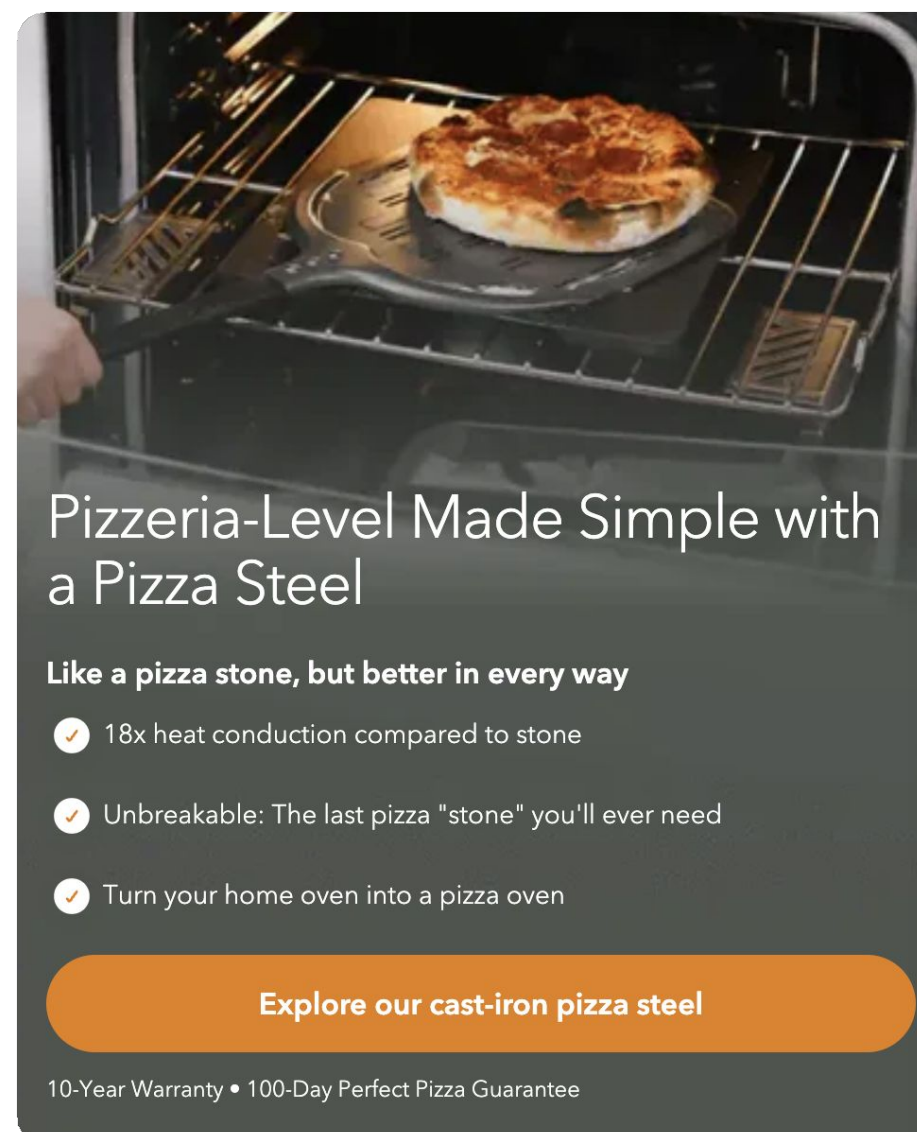 Pizzeria-Level Made Simple with
a Pizza Steel
Like a pizza stone, but better in every way
18x heat conduction compared to stone
Unbreakable: The last pizza "stone" you'll ever need
Turn your home oven into a pizza oven
Explore our cast-iron pizza steel
10-Year Warranty • 100-Day Perfect Pizza Guarantee